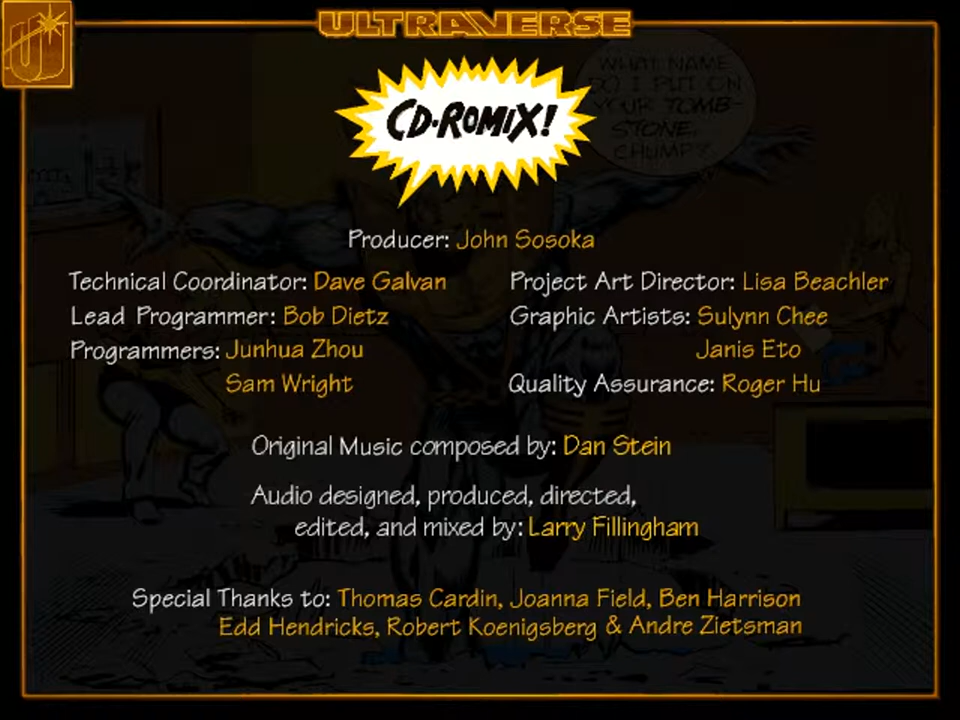 ULTRAVERSE
UV
WHAT NAME
DO I PUT ON
YOUR TOMB-
STONE,
CHUMP?
CD-ROMIX!
Producer: John Sosoka
Technical Coordinator: Dave Galvan
Lead Programmer: Bob Dietz
Programmers: Junhua Zhou
Sam Wright
Project Art Director: Lisa Beachler
Graphic Artists: Sulynn Chee
Janis Eto
Quality Assurance: Roger Hu
Original Music composed by: Dan Stein
Audio designed, produced, directed,
edited, and mixed by: Larry Fillingham
Special Thanks to: Thomas Cardin, Joanna Field, Ben Harrison
Edd Hendricks, Robert Koenigsberg & Andre Zietsman